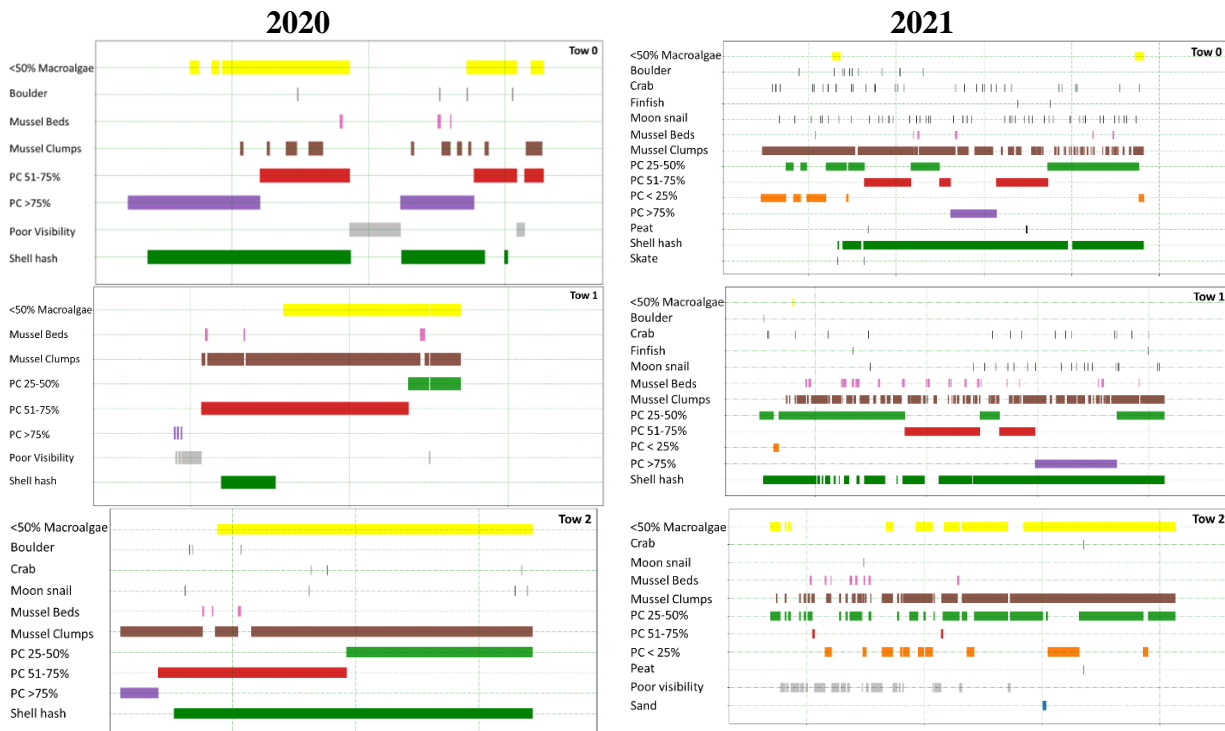 2020
Tow 0
<50% Macroalgae
Boulder
Mussel Beds
Mussel Clumps
PC 51-75%
PC >75%
Poor Visibility
Shell hash
Tow 1
<50% Macroalgae
Mussel Beds
Mussel Clumps
PC 25-50%
PC 51-75%
PC >75%
Poor Visibility
Shell hash
Tow 2
<50% Macroalgae
Boulder
Crab
Moon snail
Mussel Beds
Mussel Clumps
PC 25-50%
PC 51-75%
PC >75%
Shell hash
2021
Tow 0
<50% Macroalgae
Boulder
Crab
Finfish
Moon snail
Mussel Beds
Mussel Clumps
PC 25-50%
PC 51-75%
PC < 25%
PC >75%
Peat
Shell hash
Skate
Tow 1
<50% Macroalgae
Boulder
Crab
Finfish
Moon snail
Mussel Beds
Mussel Clumps
PC 25-50%
PC 51-75%
PC < 25%
PC >75%
Shell hash
Tow 2
<50% Macroalgae
Crab
Moon snail
Mussel Beds
Mussel Clumps
PC 25-50%
PC 51-75%
PC < 25%
Peat
Poor visibility
Sand